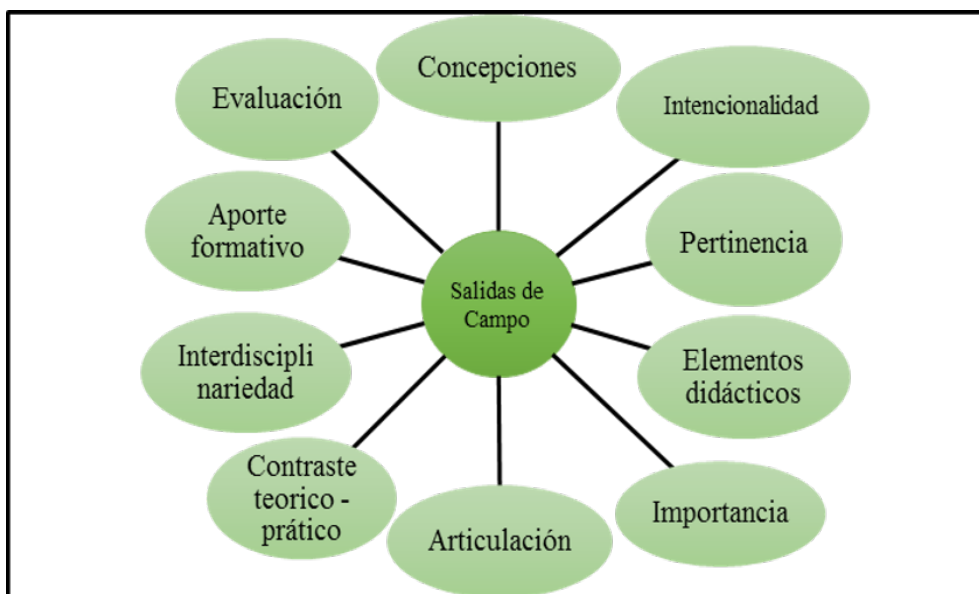 Concepciones
Intencionalidad
Pertinencia
Elementos
didácticos
Importancia
Articulación
Contraste
teorico -
prático
Interdiscipli
nariedad
Aporte
formativo
Evaluación
Salidas de
Campo